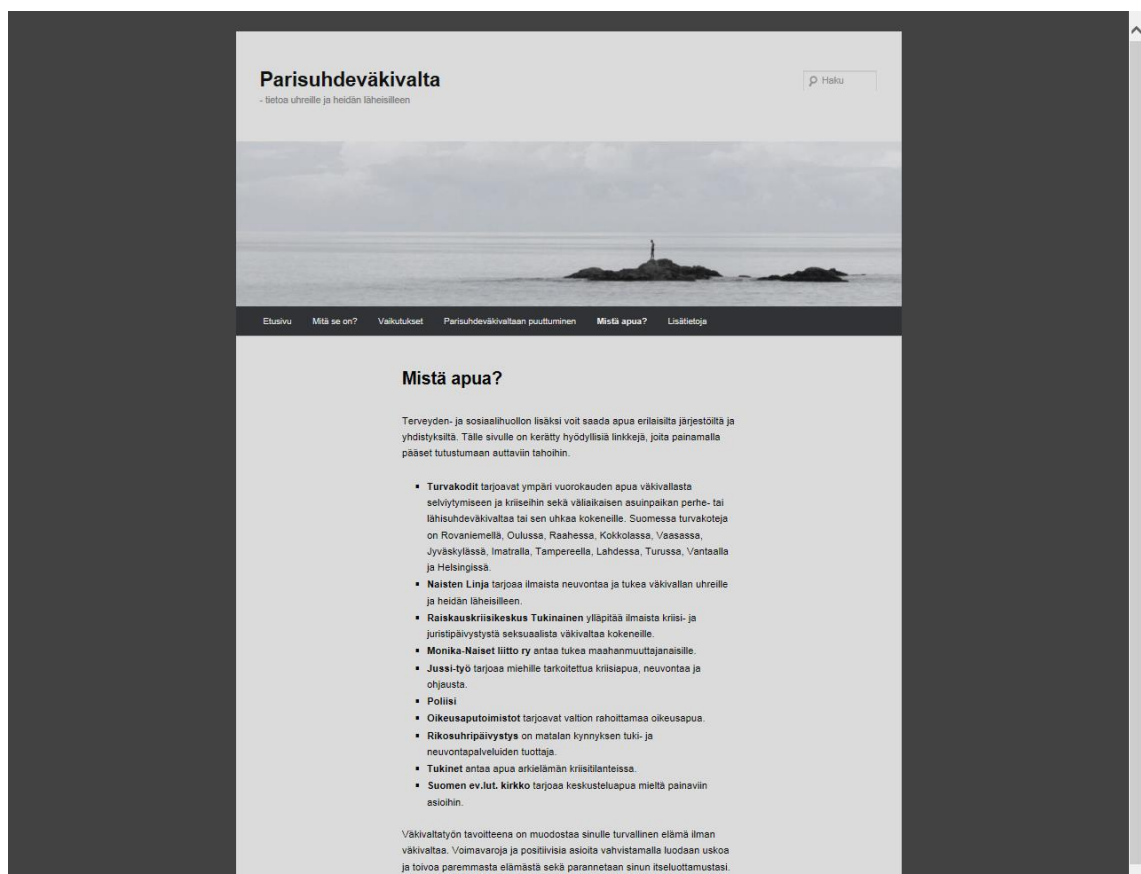 Parisuhdeväkivalta
- tietoa uhreille ja heidän läheisilleen
Haku
Etusivu Mitä se on? Vaikutukset Parisuhdeväkivaltaan puuttuminen Mistä apua? Lisätietoja
Mistä apua?
Terveyden- ja sosiaalihuollon lisäksi voit saada apua erilaisilta järjestöiltä ja
yhdistyksiltä. Tälle sivulle on kerätty hyödyllisiä linkkejä, joita painamalla
pääset tutustumaan auttaviin tahoihin.
▪ Turvakodit tarjoavat ympäri vuorokauden apua väkivallasta
selviytymiseen ja kriiseihin sekä väliaikaisen asuinpaikan perhe- tai
lähisuhdeväkivaltaa tai sen uhkaa kokeneille. Suomessa turvakoteja
on Rovaniemellä, Oulussa, Raahessa, Kokkolassa, Vaasassa,
Jyväskylässä, Imatralla, Tampereella, Lahdessa, Turussa, Vantaalla
ja Helsingissä.
▪ Naisten Linja tarjoaa ilmaista neuvontaa ja tukea väkivallan uhreille
ja heidän läheisilleen.
▪ Raiskauskriisikeskus Tukinainen ylläpitää ilmaista kriisi- ja
juristipäivystystä seksuaalista väkivaltaa kokeneille.
▪ Monika-Naiset liitto ry antaa tukea maahanmuuttajanaisille.
▪ Jussi-työ tarjoaa miehille tarkoitettua kriisiapua, neuvontaa ja
ohjausta.
▪ Poliisi
▪ Oikeusaputoimistot tarjoavat valtion rahoittamaa oikeusapua.
▪ Rikosuhripäivystys on matalan kynnyksen tuki- ja
neuvontapalveluiden tuottaja.
▪ Tukinet antaa apua arkielämän kriisitilanteissa.
▪ Suomen ev.lut. kirkko tarjoaa keskusteluapua mieltä painaviin
asioihin.
Väkivaltatyön tavoitteena on muodostaa sinulle turvallinen elämä ilman
väkivaltaa. Voimavaroja ja positiivisia asioita vahvistamalla luodaan uskoa
ja toivoa paremmasta elämästä sekä parannetaan sinun itseluottamustasi.